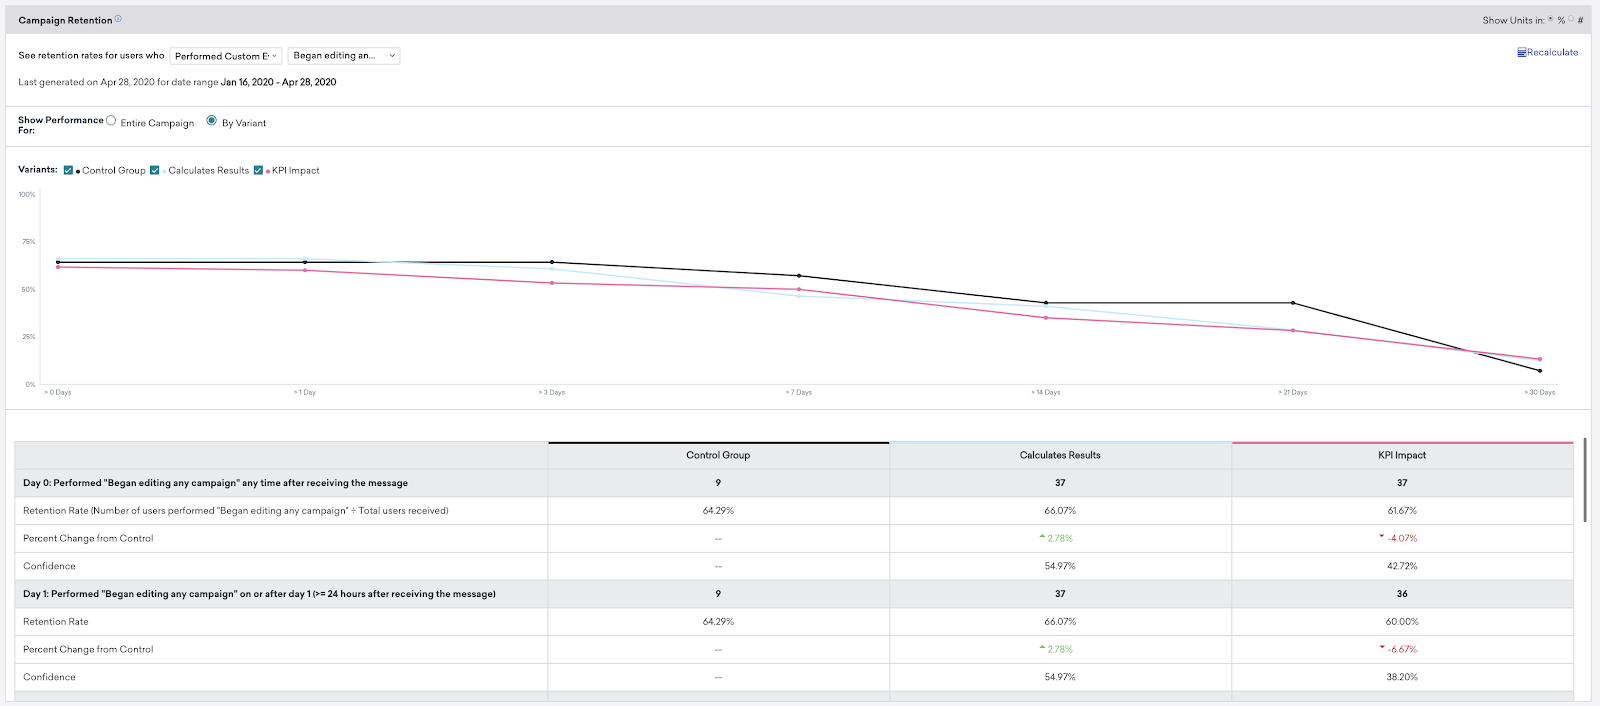 Campaign Retention
Show Units in: % #
See retention rates for users who Performed Custom E Began editing an...
Recalculate
Last generated on Apr 28, 2020 for date range Jan 16, 2020 - Apr 28, 2020
Show Performance For: Entire Campaign By Variant
Variants: Control Group Calculates Results KPI Impact
100%
75%
50%
25%
0%
> 0 Days > 1 Day > 3 Days > 7 Days > 14 Days > 21 Days > 30 Days
Control Group Calculates Results KPI Impact
Day 0: Performed "Began editing any campaign" any time after receiving the message 9 37 37
Retention Rate (Number of users performed "Began editing any campaign" ÷ Total users received) 64.29% 66.07% 61.67%
Percent Change from Control -- 2.78% -4.07%
Confidence -- 54.97% 42.72%
Day 1: Performed "Began editing any campaign" on or after day 1 (>= 24 hours after receiving the message) 9 37 36
Retention Rate 64.29% 66.07% 60.00%
Percent Change from Control -- 2.78% -6.67%
Confidence -- 54.97% 38.20%